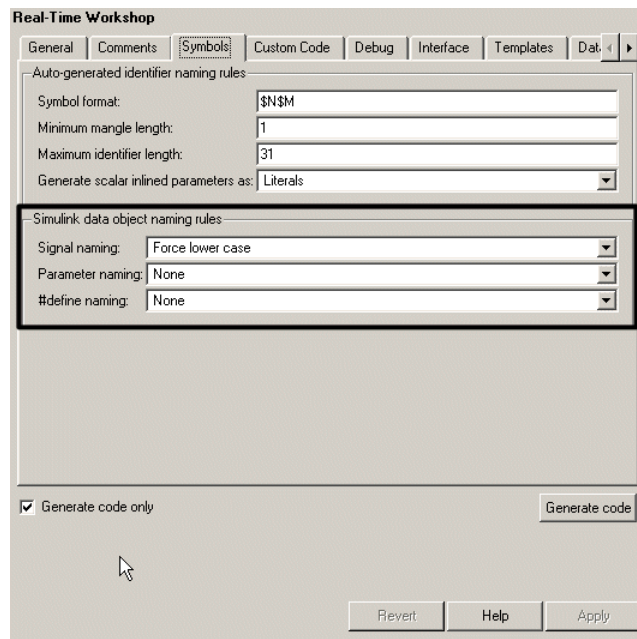 Real-Time Workshop
General Comments Symbols Custom Code Debug Interface Templates
Auto-generated identifier naming rules
Symbol format: $N$M
Minimum mangle length: 1
Maximum identifier length: 31
Generate scalar inlined parameters as: Literals
Simulink data object naming rules
Signal naming: Force lower case
Parameter naming: None
#define naming: None
Generate code only
Generate code
Revert Help Apply